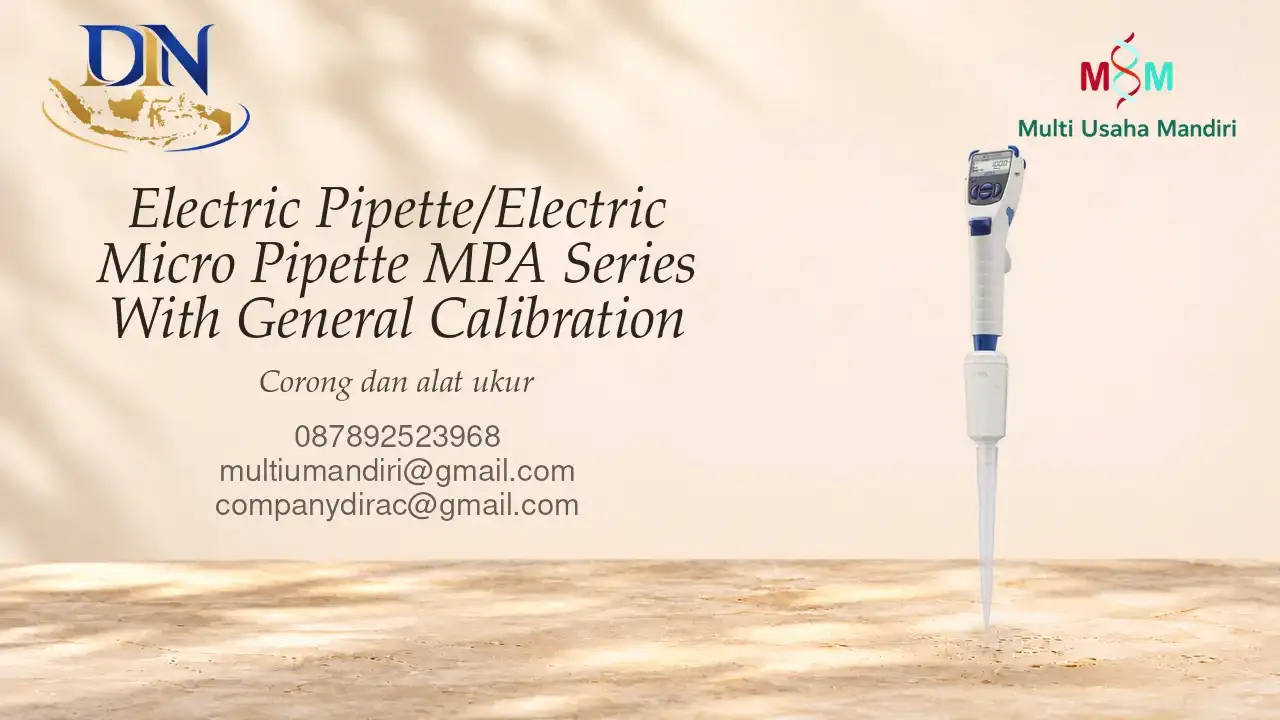 DIN
MSM
Multi Usaha Mandiri
Electric Pipette/Electric
Micro Pipette MPA Series
With General Calibration
Corong dan alat ukur
087892523968
multiumandiri@gmail.com
companydirac@gmail.com